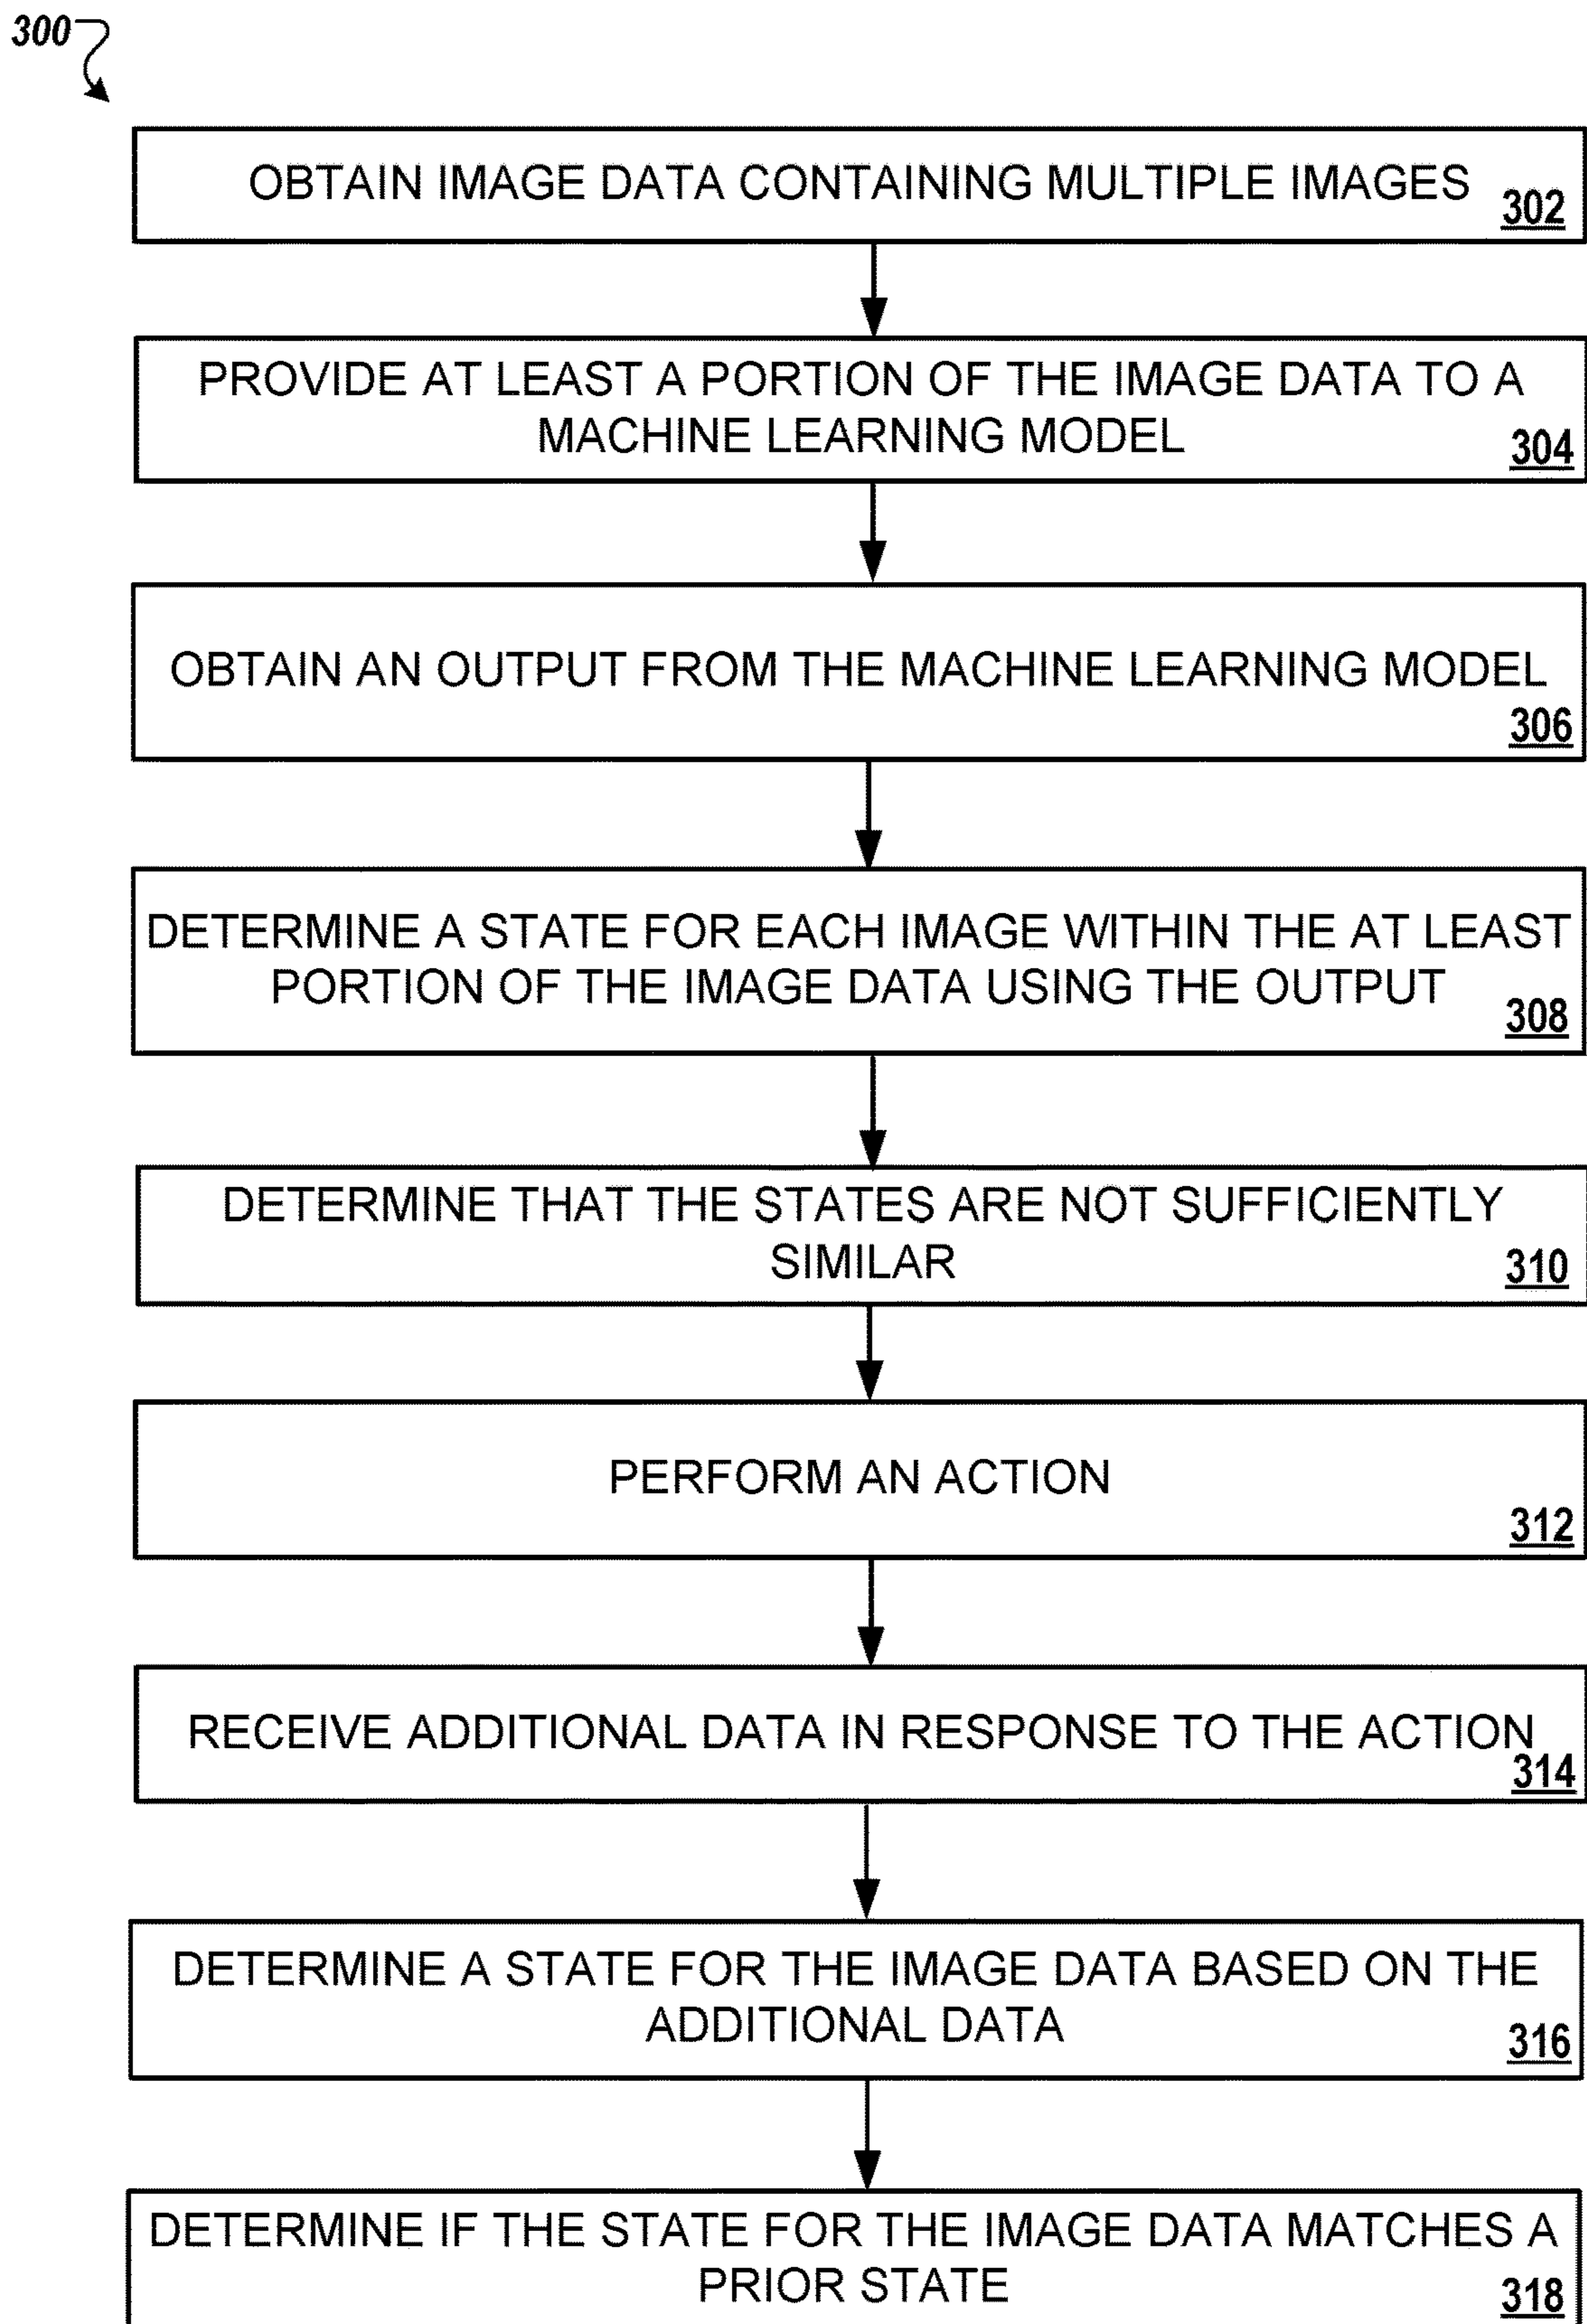 300
OBTAIN IMAGE DATA CONTAINING MULTIPLE IMAGES
302
PROVIDE AT LEAST A PORTION OF THE IMAGE DATA TO A
MACHINE LEARNING MODEL
304
OBTAIN AN OUTPUT FROM THE MACHINE LEARNING MODEL
306
DETERMINE A STATE FOR EACH IMAGE WITHIN THE AT LEAST
PORTION OF THE IMAGE DATA USING THE OUTPUT
308
DETERMINE THAT THE STATES ARE NOT SUFFICIENTLY
SIMILAR
310
PERFORM AN ACTION
312
RECEIVE ADDITIONAL DATA IN RESPONSE TO THE ACTION
314
DETERMINE A STATE FOR THE IMAGE DATA BASED ON THE
ADDITIONAL DATA
316
DETERMINE IF THE STATE FOR THE IMAGE DATA MATCHES A
PRIOR STATE
318